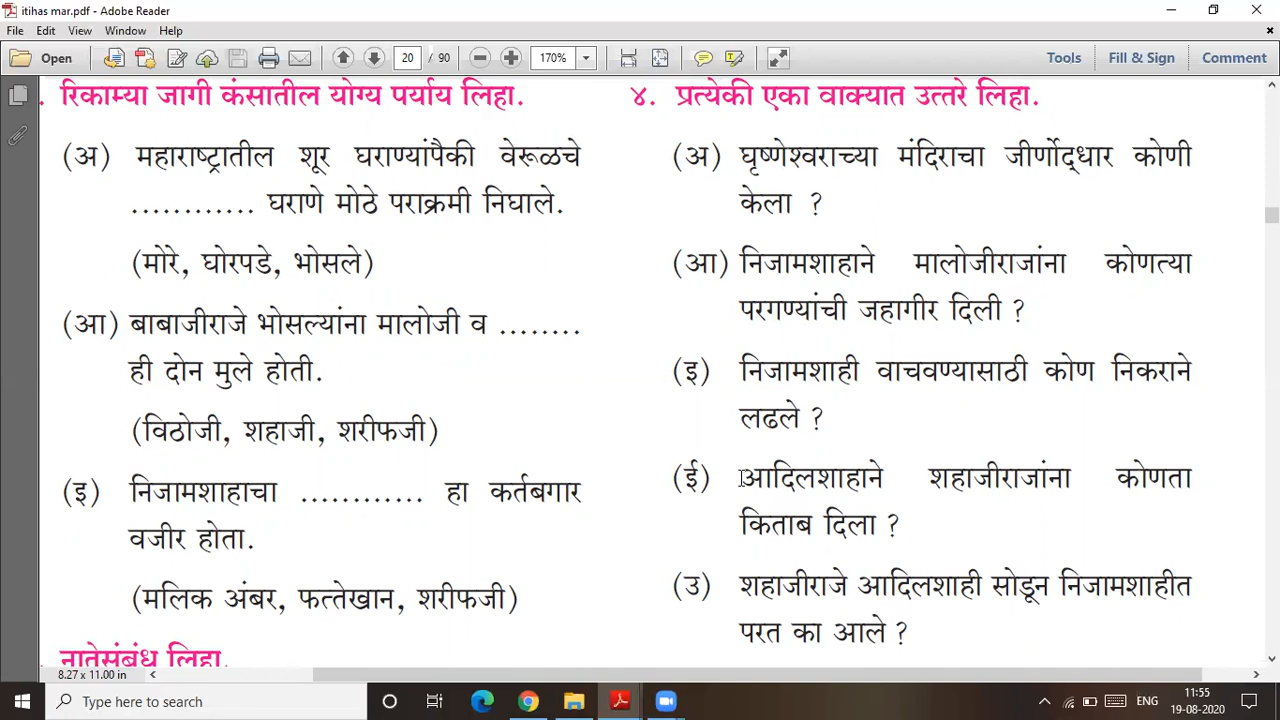 itihas mar.pdf - Adobe Reader
File Edit View Window Help
Open 20 / 90 170% Tools Fill & Sign Comment
. रिकाम्या जागी कंसातील योग्य पर्याय लिहा.
(अ) महाराष्ट्रातील शूर घराण्यांपैकी वेरूळचे
............ घराणे मोठे पराक्रमी निघाले.
(मोरे, घोरपडे, भोसले)
(आ) बाबाजीराजे भोसल्यांना मालोजी व ........
ही दोन मुले होती.
(विठोजी, शहाजी, शरीफजी)
(इ) निजामशाहाचा ............ हा कर्तबगार
वजीर होता.
(मलिक अंबर, फत्तेखान, शरीफजी)
नातेसंबंध लिहा.
४. प्रत्येकी एका वाक्यात उत्तरे लिहा.
(अ) घृष्णेश्वराच्या मंदिराचा जीर्णोद्धार कोणी
केला ?
(आ) निजामशाहाने मालोजीराजांना कोणत्या
परगण्यांची जहागीर दिली ?
(इ) निजामशाही वाचवण्यासाठी कोण निकराने
लढले ?
(ई) आदिलशाहाने शहाजीराजांना कोणता
किताब दिला ?
(उ) शहाजीराजे आदिलशाही सोडून निजामशाहीत
परत का आले ?
8.27 x 11.00 in
Type here to search
ENG
11:55
19-08-2020